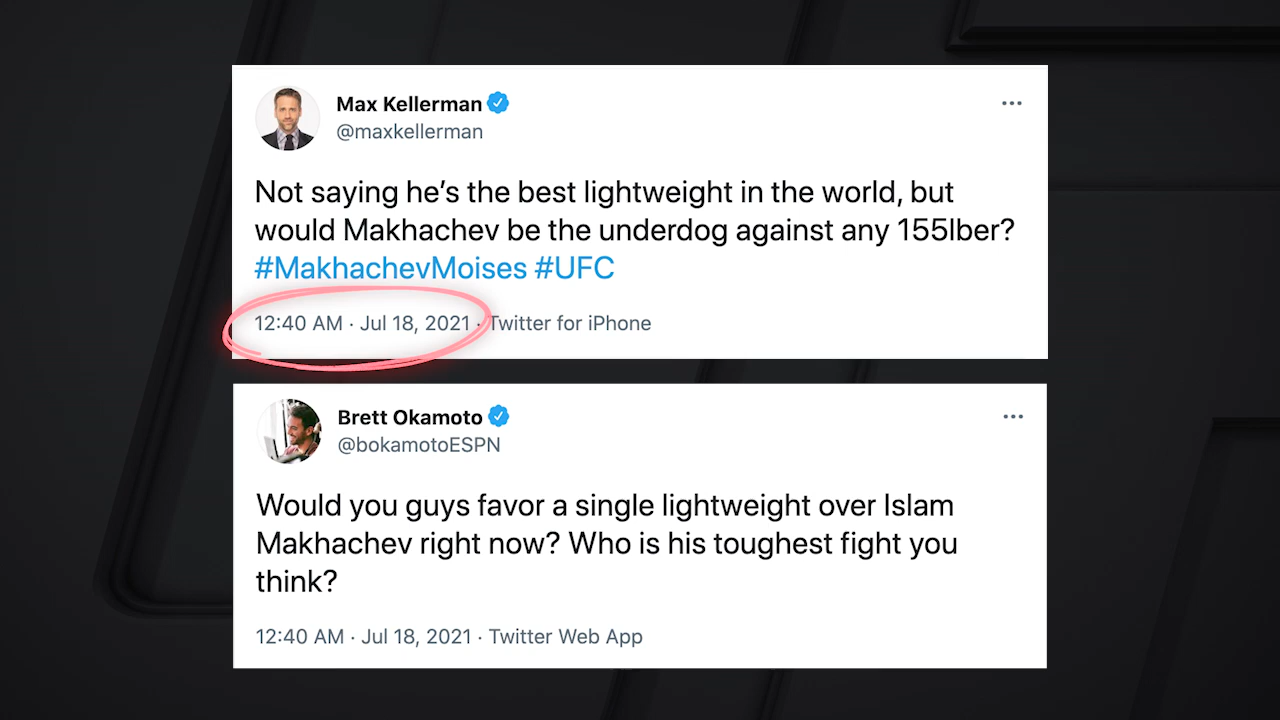 Max Kellerman
@maxkellerman
Not saying he's the best lightweight in the world, but
would Makhachev be the underdog against any 155lber?
#MakhachevMoises #UFC
12:40 AM · Jul 18, 2021 · Twitter for iPhone
Brett Okamoto
@bokamotoESPN
Would you guys favor a single lightweight over Islam
Makhachev right now? Who is his toughest fight you
think?
12:40 AM · Jul 18, 2021 · Twitter Web App